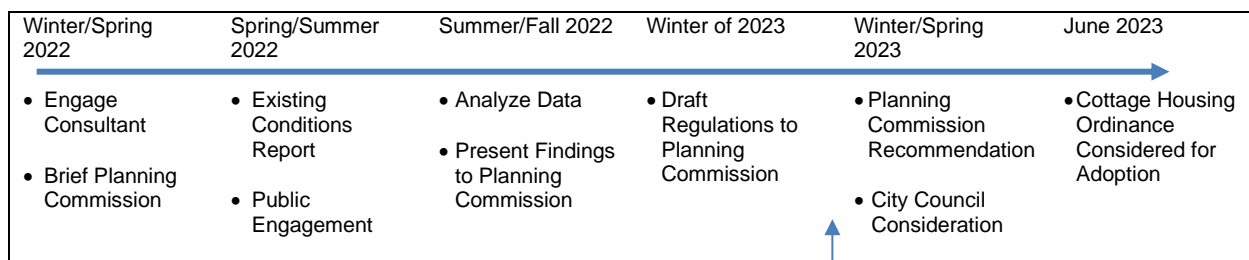 Winter/Spring
2022
Spring/Summer
2022
Summer/Fall 2022
Winter of 2023
Winter/Spring
2023
June 2023
• Engage
Consultant
• Brief Planning
Commission
• Existing
Conditions
Report
• Public
Engagement
• Analyze Data
• Present Findings
to Planning
Commission
• Draft
Regulations to
Planning
Commission
• Planning
Commission
Recommendation
• City Council
Consideration
• Cottage Housing
Ordinance
Considered for
Adoption